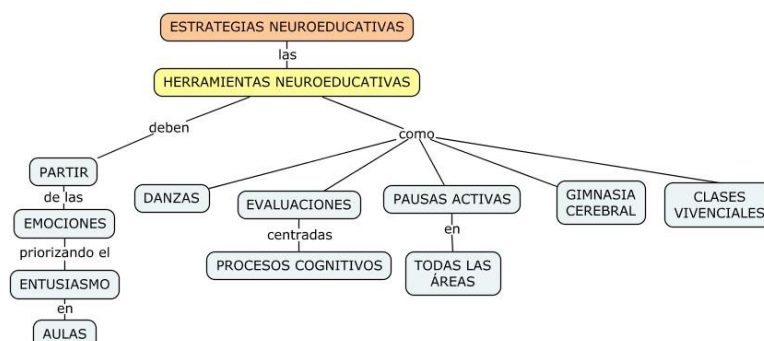 ESTRATEGIAS NEUROEDUCATIVAS
las
HERRAMIENTAS NEUROEDUCATIVAS
deben
PARTIR
de las
EMOCIONES
priorizando el
ENTUSIASMO
en
AULAS
como
DANZAS
EVALUACIONES
centradas
PROCESOS COGNITIVOS
PAUSAS ACTIVAS
en
TODAS LAS
ÁREAS
GIMNASIA
CEREBRAL
CLASES
VIVENCIALES